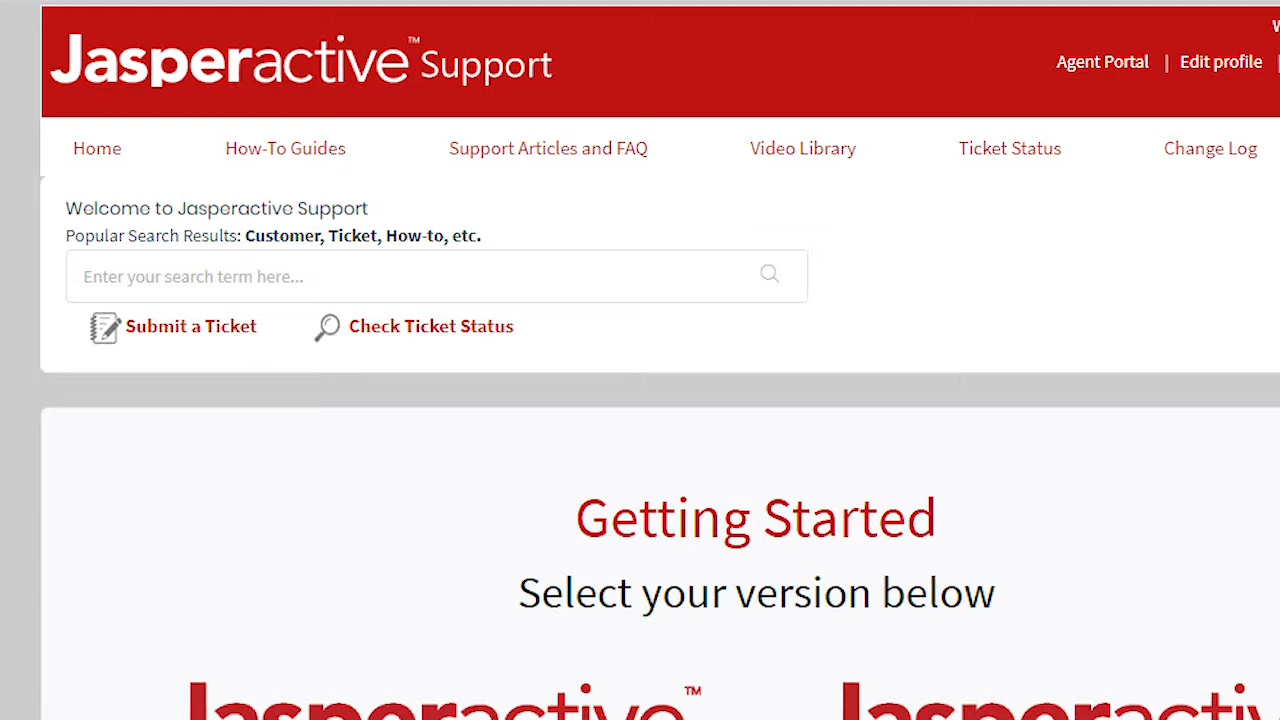 Jasperactive™ Support
Agent Portal | Edit profile |
Home How-To Guides Support Articles and FAQ Video Library Ticket Status Change Log
Welcome to Jasperactive Support
Popular Search Results: Customer, Ticket, How-to, etc.
Enter your search term here...
Submit a Ticket Check Ticket Status
Getting Started
Select your version below
Jasperactive™ Jasperactiv